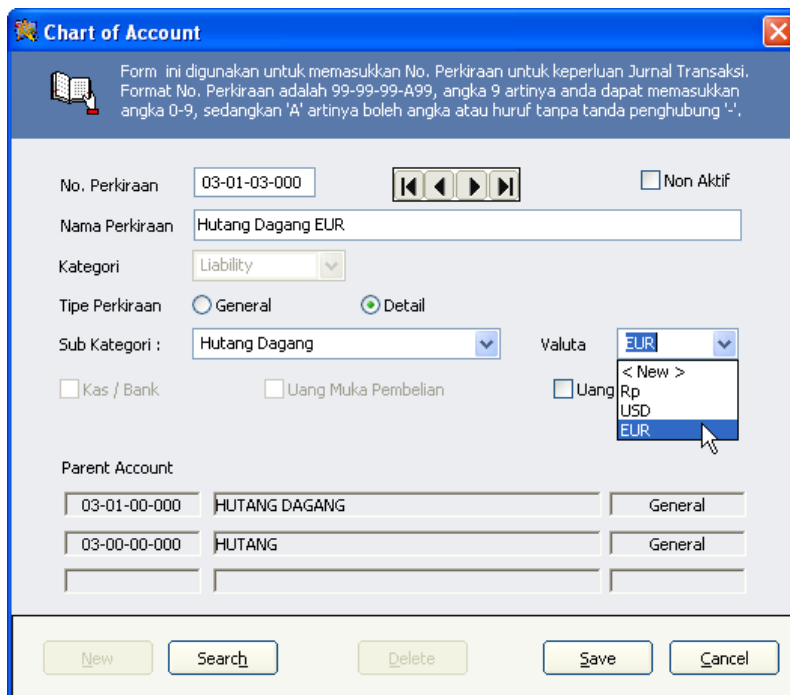 Chart of Account
Form ini digunakan untuk memasukkan No. Perkiraan untuk keperluan Jurnal Transaksi.
Format No. Perkiraan adalah 99-99-99-A99, angka 9 artinya anda dapat memasukkan
angka 0-9, sedangkan 'A' artinya boleh angka atau huruf tanpa tanda penghubung '-'.
No. Perkiraan 03-01-03-000 Non Aktif
Nama Perkiraan Hutang Dagang EUR
Kategori Liability
Tipe Perkiraan General Detail
Sub Kategori : Hutang Dagang Valuta EUR
< New >
Kas / Bank Uang Muka Pembelian Uang Rp
USD
EUR
Parent Account
03-01-00-000 HUTANG DAGANG General
03-00-00-000 HUTANG General
New Search Delete Save Cancel